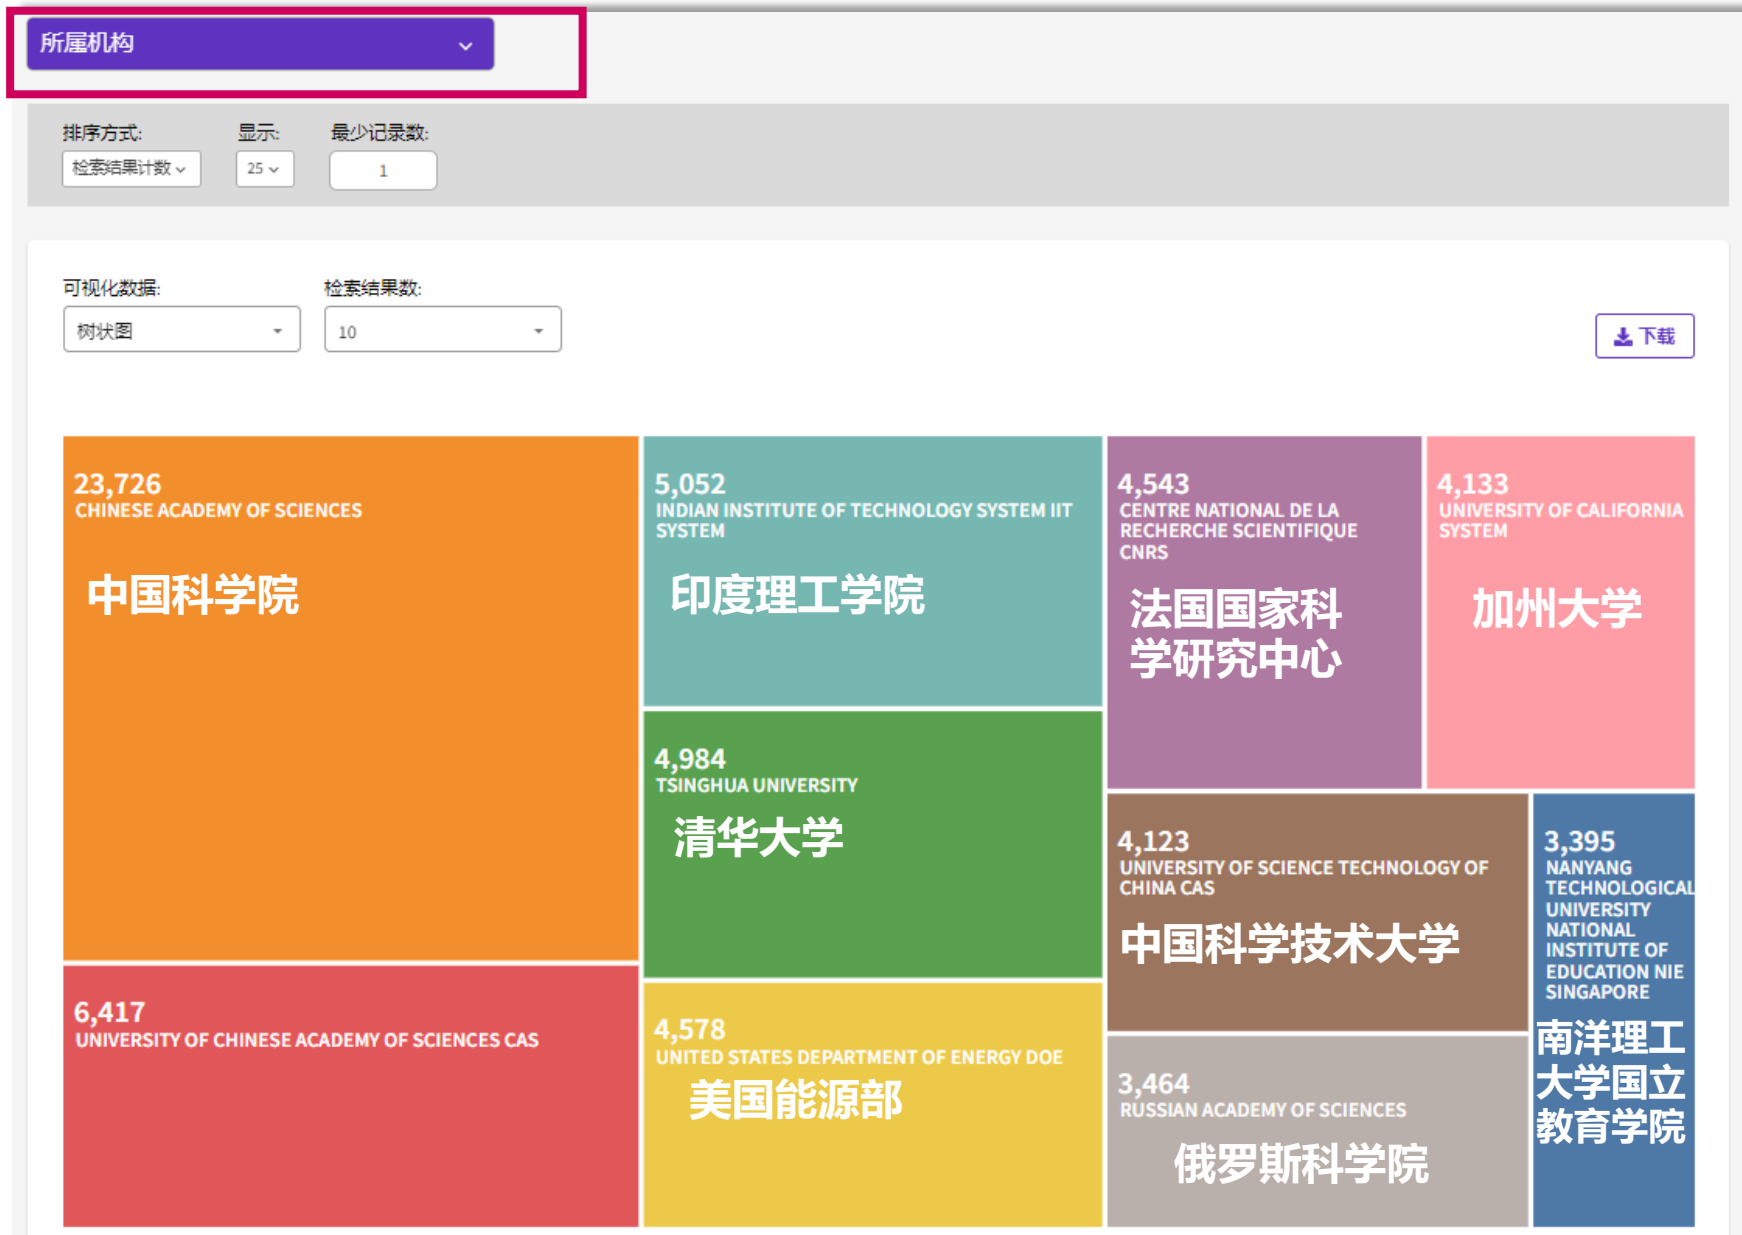 所属机构
排序方式: 显示: 最少记录数:
检索结果计数 25 1
可视化数据: 检索结果数:
树状图 10
下载
23,726
CHINESE ACADEMY OF SCIENCES
中国科学院
6,417
UNIVERSITY OF CHINESE ACADEMY OF SCIENCES CAS
5,052
INDIAN INSTITUTE OF TECHNOLOGY SYSTEM IIT
SYSTEM
印度理工学院
4,984
TSINGHUA UNIVERSITY
清华大学
4,578
UNITED STATES DEPARTMENT OF ENERGY DOE
美国能源部
4,543
CENTRE NATIONAL DE LA
RECHERCHE SCIENTIFIQUE
CNRS
法国国家科
学研究中心
4,133
UNIVERSITY OF CALIFORNIA
SYSTEM
加州大学
4,123
UNIVERSITY OF SCIENCE TECHNOLOGY OF
CHINA CAS
中国科学技术大学
3,464
RUSSIAN ACADEMY OF SCIENCES
俄罗斯科学院
3,395
NANYANG
TECHNOLOGICAL
UNIVERSITY
NATIONAL
INSTITUTE OF
EDUCATION NIE
SINGAPORE
南洋理工
大学国立
教育学院